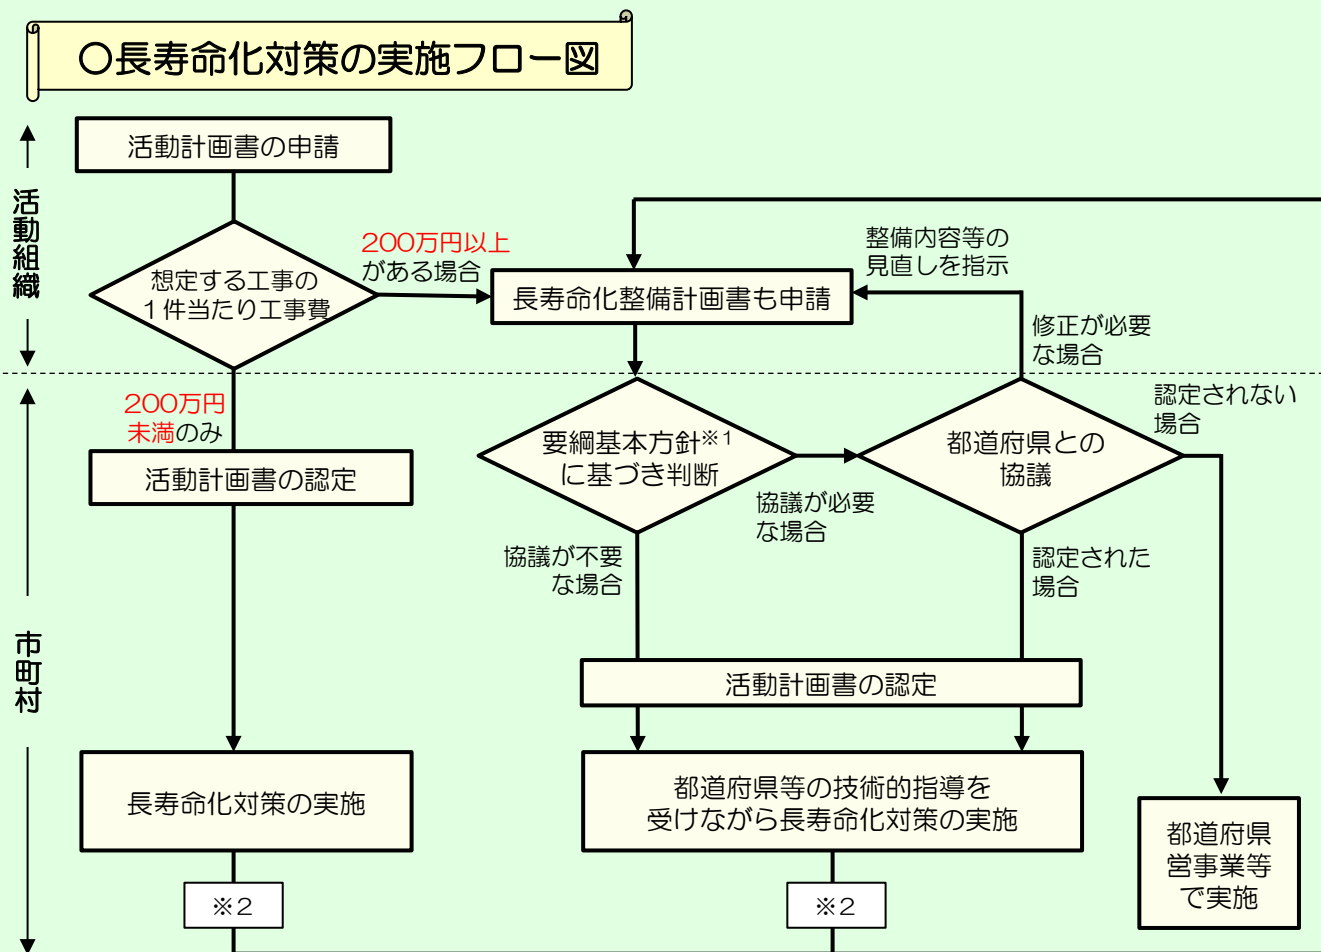 ○長寿命化対策の実施フロー図
活動組織
活動計画書の申請
想定する工事の
１件当たり工事費
200万円以上
がある場合
長寿命化整備計画書も申請
整備内容等の
見直しを指示
修正が必要
な場合
市町村
200万円
未満のみ
活動計画書の認定
要綱基本方針※1
に基づき判断
協議が必要
な場合
都道府県との
協議
認定されない
場合
協議が不要
な場合
認定された
場合
活動計画書の認定
長寿命化対策の実施
都道府県等の技術的指導を
受けながら長寿命化対策の実施
都道府県
営事業等
で実施
※2
※2